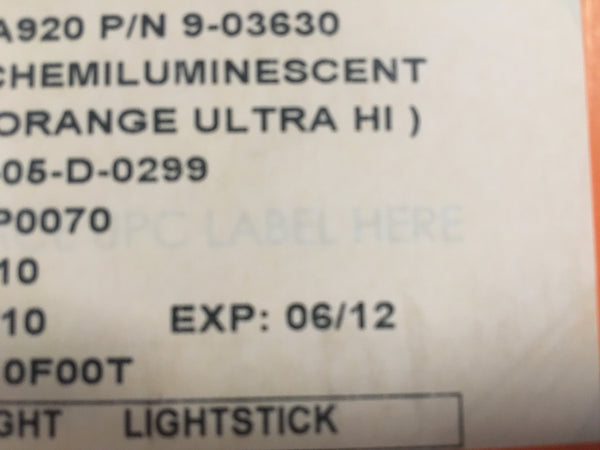 A920 P/N 9-03630
CHEMILUMINESCENT
ORANGE ULTRA HI )
-05-D-0299
P0070
UPC LABEL HERE
10
10 EXP: 06/12
0F00T
GHT LIGHTSTICK